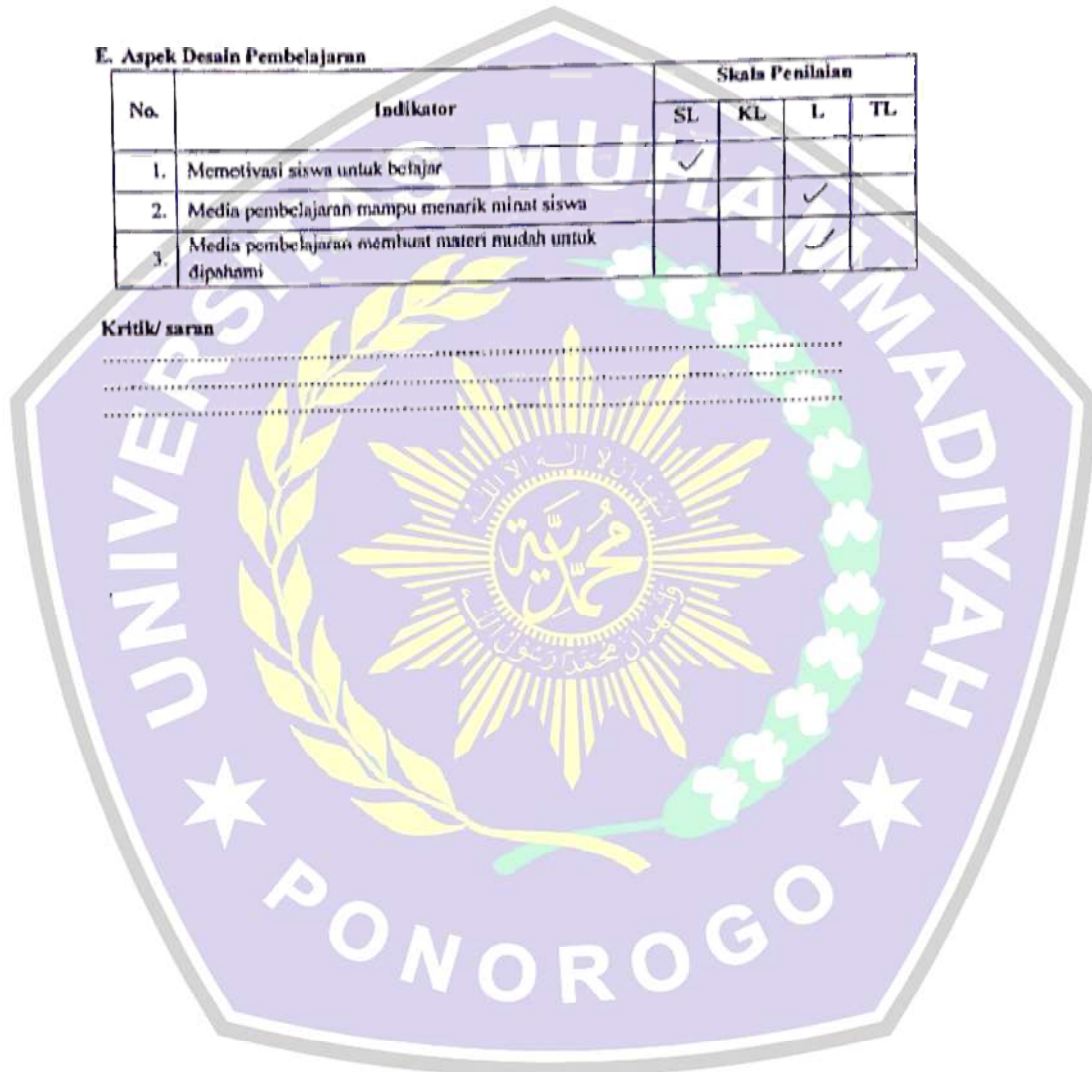 E. Aspek Desain Pembelajaran
No. Indikator Skala Penilaian
SL KL L TL
1. Memotivasi siswa untuk belajar ✓
2. Media pembelajaran mampu menarik minat siswa ✓
3. Media pembelajaran membuat materi mudah untuk
dipahami ✓
Kritik/ saran
UNIVERSITAS MUHAMMADIYAH
PONOROGO
محمدية